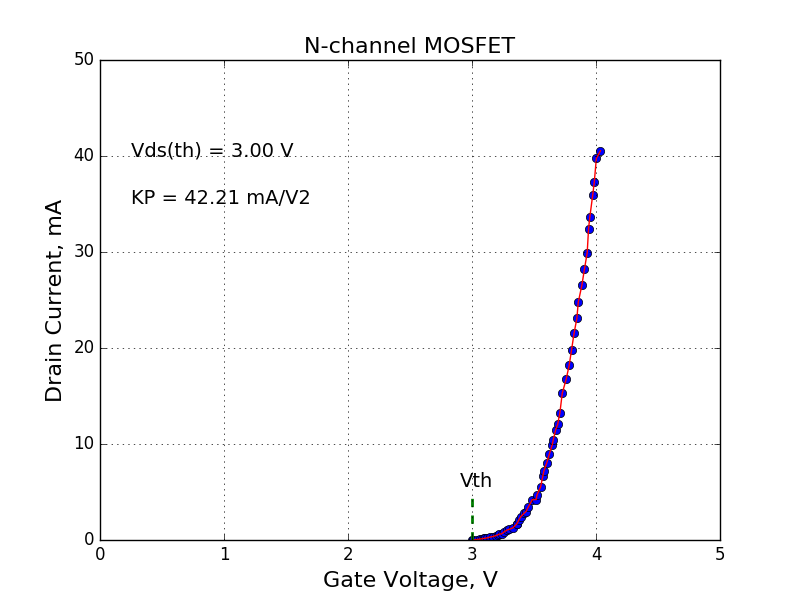 N-channel MOSFET
50
40
30
20
10
0
Vds(th) = 3.00 V
KP = 42.21 mA/V2
Vth
Drain Current, mA
0 1 2 3 4 5
Gate Voltage, V